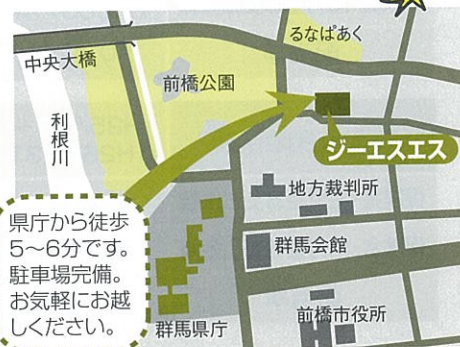 るなぱあく
中央大橋
前橋公園
利根川
ジーエスエス
地方裁判所
県庁から徒歩
5〜6分です。
駐車場完備。
お気軽にお越
しください。
群馬会館
前橋市役所
群馬県庁